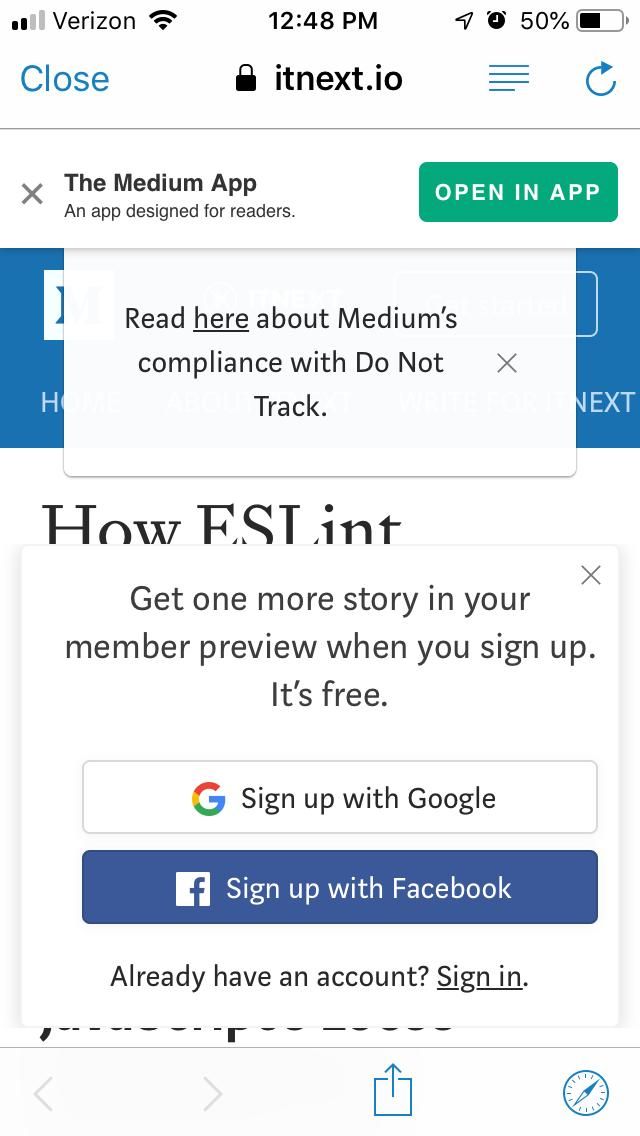 Verizon 12:48 PM 50%
Close itnext.io
The Medium App
An app designed for readers.
OPEN IN APP
M ITNEXT Get started
Read here about Medium’s
compliance with Do Not
Track.
HOME ABOUT ITNEXT WRITE FOR ITNEXT
How ESLint
Get one more story in your
member preview when you sign up.
It’s free.
Sign up with Google
Sign up with Facebook
Already have an account? Sign in.